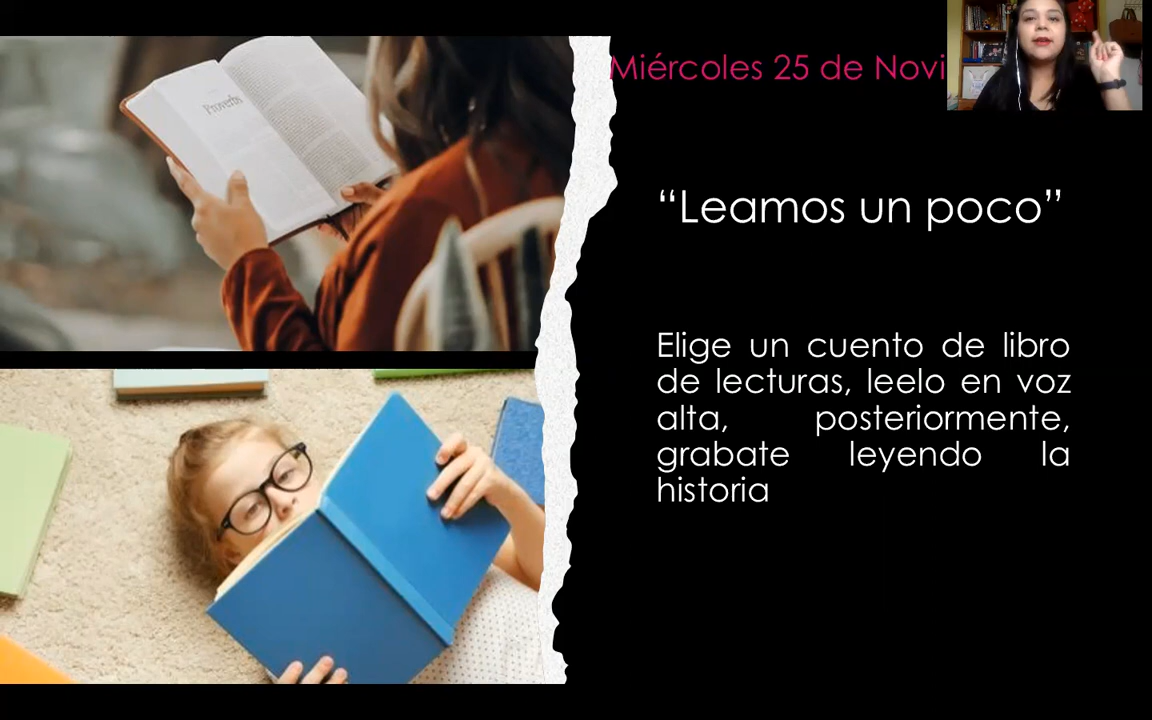 Miércoles 25 de Novi
“Leamos un poco”
Elige un cuento de libro
de lecturas, leelo en voz
alta, posteriormente,
grabate leyendo la
historia
Proverbs